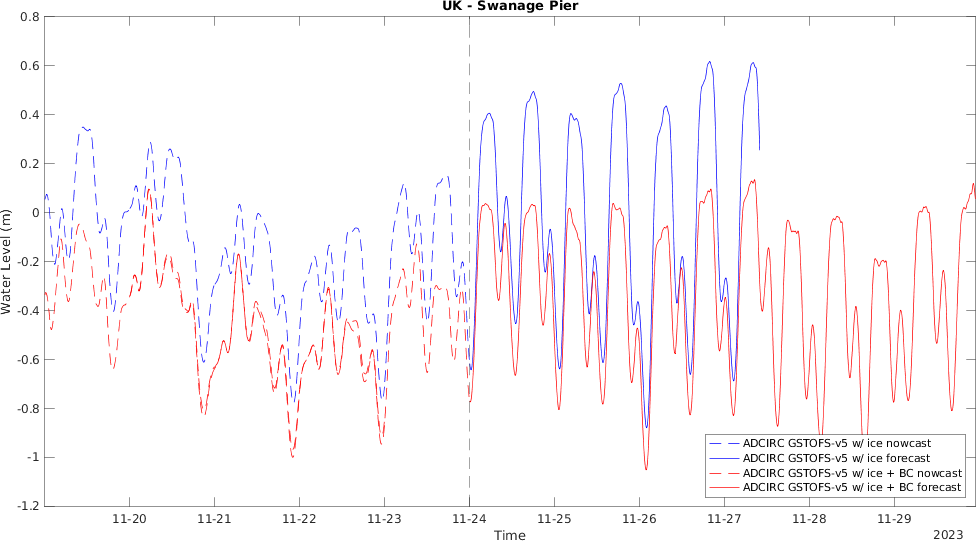 UK - Swanage Pier
0.8
0.6
0.4
0.2
0
-0.2
-0.4
-0.6
-0.8
-1
-1.2
Water Level (m)
11-20 11-21 11-22 11-23 11-24 11-25 11-26 11-27 11-28 11-29
Time
2023
ADCIRC GSTOFS-v5 w/ ice nowcast
ADCIRC GSTOFS-v5 w/ ice forecast
ADCIRC GSTOFS-v5 w/ ice + BC nowcast
ADCIRC GSTOFS-v5 w/ ice + BC forecast